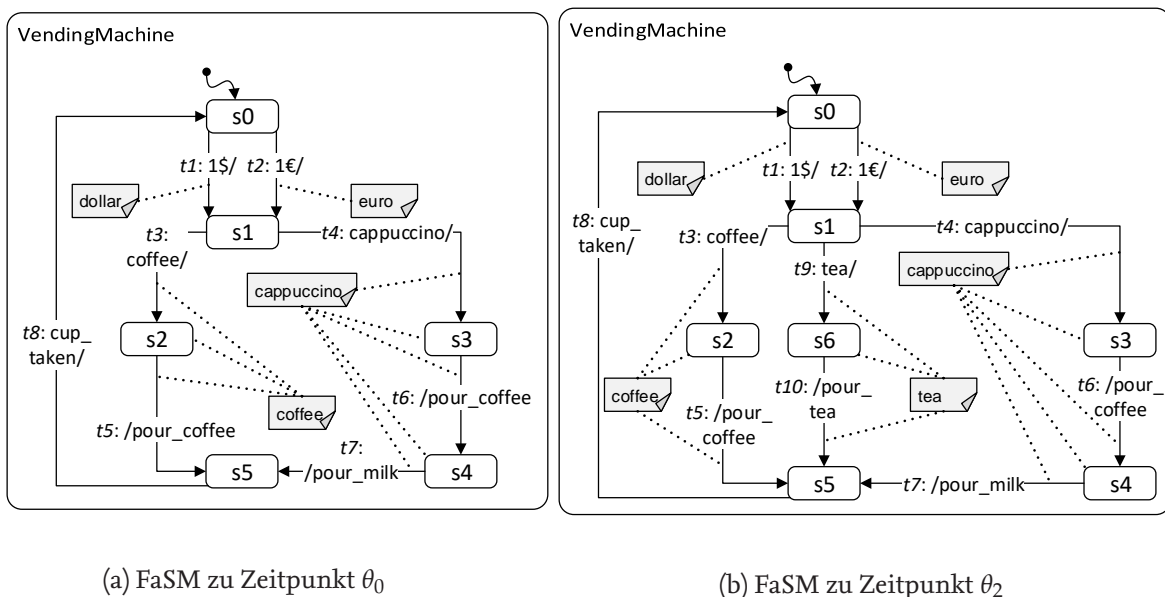 VendingMachine
s0
t1: 1$/
t2: 1€/
dollar
euro
s1
t3:
coffee/
t4: cappuccino/
cappuccino
t8: cup_
taken/
s2
s3
t6: /pour_coffee
coffee
t5: /pour_coffee
t7:
/pour_milk
s5
s4
(a) FaSM zu Zeitpunkt θ0
VendingMachine
s0
t1: 1$/
t2: 1€/
dollar
euro
t8: cup_
taken/
s1
t3: coffee/
t4: cappuccino/
t9: tea/
cappuccino
s2
s6
s3
t10: /pour_
tea
t6: /pour_
coffee
coffee
tea
t5: /pour_
coffee
s5
t7: /pour_milk
s4
(b) FaSM zu Zeitpunkt θ2